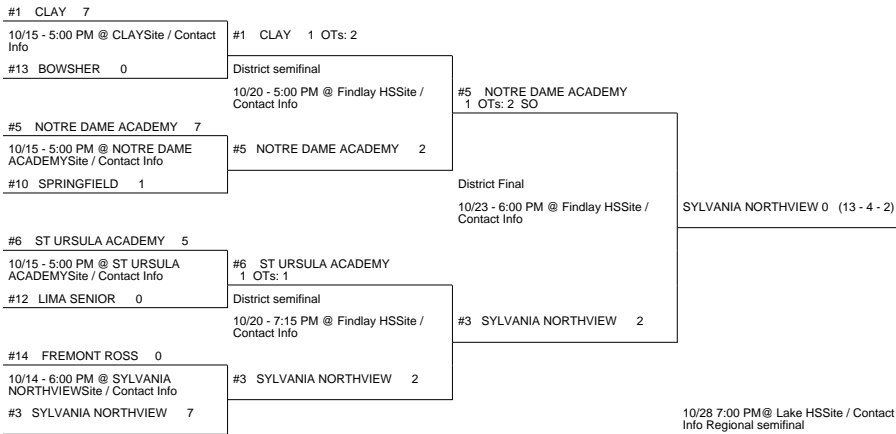 #1 CLAY 7
10/15 - 5:00 PM @ CLAYSite / Contact
Info
#13 BOWSHER 0
#1 CLAY 1 OTs: 2
District semifinal
10/20 - 5:00 PM @ Findlay HSSite /
Contact Info
#5 NOTRE DAME ACADEMY 7
10/15 - 5:00 PM @ NOTRE DAME
ACADEMYSite / Contact Info
#10 SPRINGFIELD 1
#5 NOTRE DAME ACADEMY 2
#5 NOTRE DAME ACADEMY
1 OTs: 2 SO
District Final
10/23 - 6:00 PM @ Findlay HSSite /
Contact Info
#6 ST URSULA ACADEMY 5
10/15 - 5:00 PM @ ST URSULA
ACADEMYSite / Contact Info
#12 LIMA SENIOR 0
#6 ST URSULA ACADEMY
1 OTs: 1
District semifinal
10/20 - 7:15 PM @ Findlay HSSite /
Contact Info
#14 FREMONT ROSS 0
10/14 - 6:00 PM @ SYLVANIA
NORTHVIEWSite / Contact Info
#3 SYLVANIA NORTHVIEW 7
#3 SYLVANIA NORTHVIEW 2
#3 SYLVANIA NORTHVIEW 2
SYLVANIA NORTHVIEW 0 (13 - 4 - 2)
10/28 7:00 PM@ Lake HSSite / Contact
Info Regional semifinal